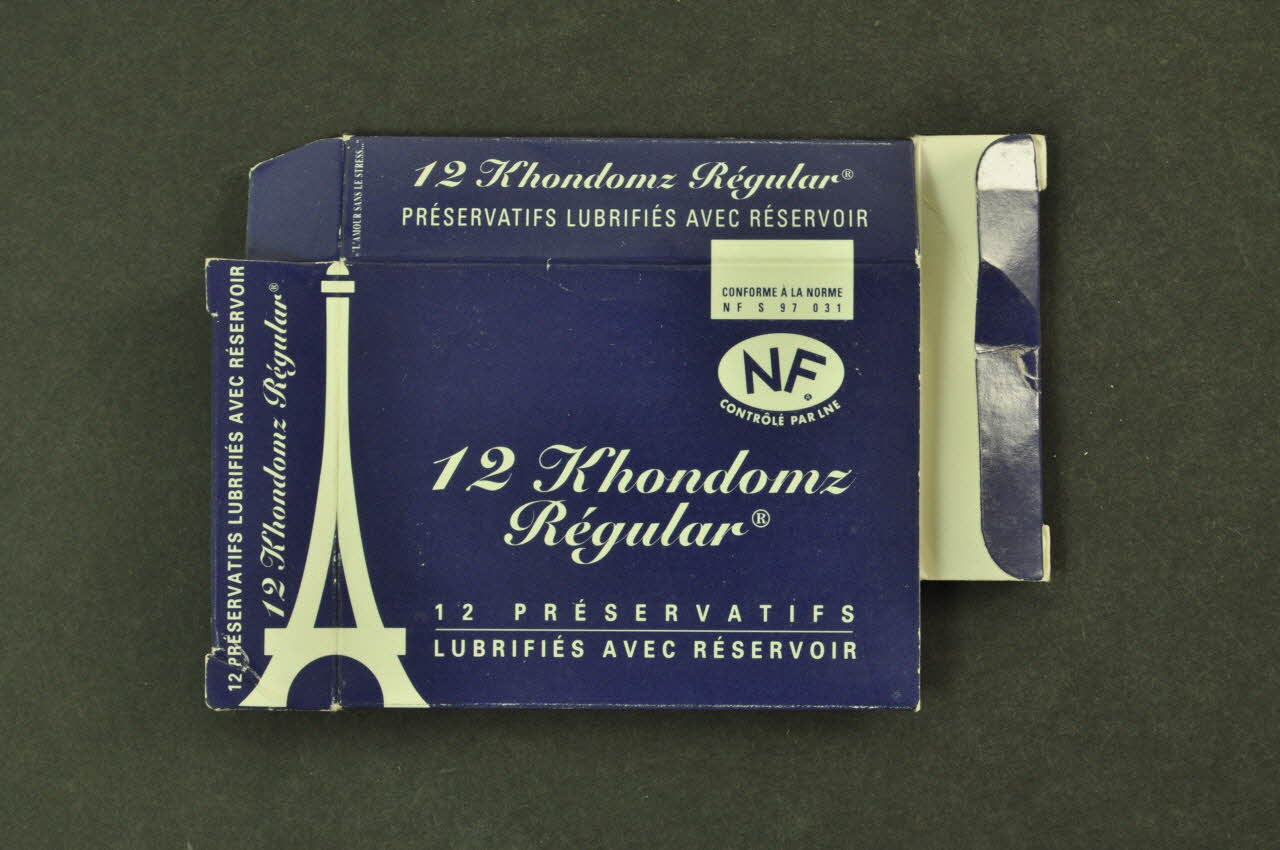 12 Khondomz Régular®
PRÉSERVATIFS LUBRIFIÉS AVEC RÉSERVOIR
"L'AMOUR SANS LE STRESS..."
12 PRÉSERVATIFS LUBRIFIÉS AVEC RÉSERVOIR
12 Khondomz Régular®
CONFORME À LA NORME
NF S 97 031
NF
CONTRÔLÉ PAR LNE
12 Khondomz
Régular®
12 PRÉSERVATIFS
LUBRIFIÉS AVEC RÉSERVOIR